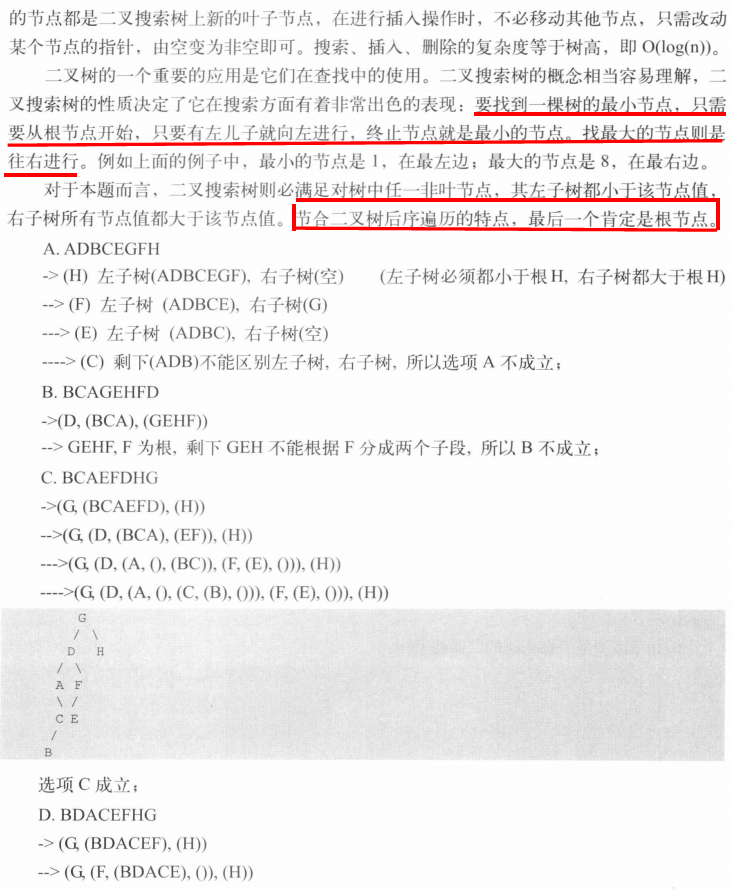 的节点都是二叉搜索树上新的叶子节点，在进行插入操作时，不必移动其他节点，只需改动
某个节点的指针，由空变为非空即可。搜索、插入、删除的复杂度等于树高，即 O(log(n))。
二叉树的一个重要的应用是它们在查找中的使用。二叉搜索树的概念相当容易理解，二
叉搜索树的性质决定了它在搜索方面有着非常出色的表现：要找到一棵树的最小节点，只需
要从根节点开始，只要有左儿子就向左进行，终止节点就是最小的节点。找最大的节点则是
往右进行。例如上面的例子中，最小的节点是 1，在最左边；最大的节点是 8，在最右边。
对于本题而言，二叉搜索树则必满足对树中任一非叶节点，其左子树都小于该节点值，
右子树所有节点值都大于该节点值。节合二叉树后序遍历的特点，最后一个肯定是根节点。
A. ADBCEGFH
-> (H) 左子树(ADBCEGF), 右子树(空) (左子树必须都小于根 H, 右子树都大于根 H)
--> (F) 左子树 (ADBCE), 右子树(G)
---> (E) 左子树 (ADBC), 右子树(空)
----> (C) 剩下(ADB)不能区别左子树, 右子树, 所以选项 A 不成立；
B. BCAGEHFD
->(D, (BCA), (GEHF))
--> GEHF, F 为根, 剩下 GEH 不能根据 F 分成两个子段, 所以 B 不成立；
C. BCAEFDHG
->(G, (BCAEFD), (H))
-->(G, (D, (BCA), (EF)), (H))
--->(G, (D, (A, (), (BC)), (F, (E), ())), (H))
---->(G, (D, (A, (), (C, (B), ())), (F, (E), ())), (H))
G
/ \
D H
/ \
A F
\ /
C E
/
B
选项 C 成立；
D. BDACEFHG
-> (G, (BDACEF), (H))
--> (G, (F, (BDACE), ()), (H))